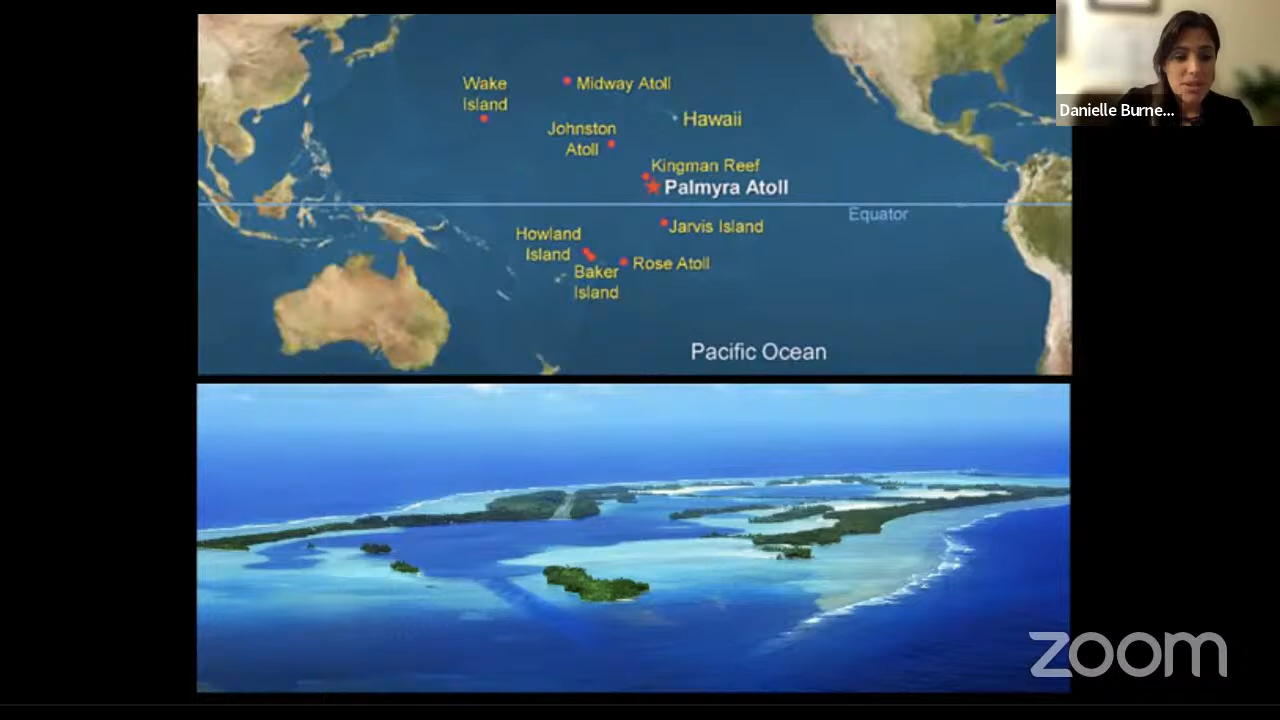 Wake
Island
Midway Atoll
Hawaii
Johnston
Atoll
Kingman Reef
Palmyra Atoll
Equator
Jarvis Island
Howland
Island
Rose Atoll
Baker
Island
Pacific Ocean
Danielle Burne...
zoom